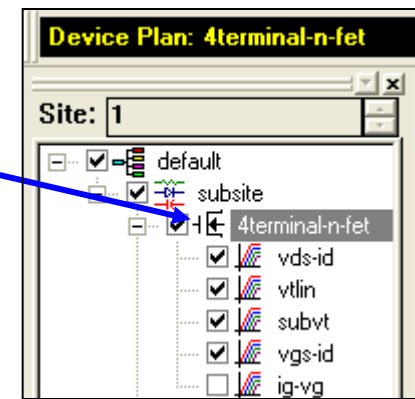 Device Plan: 4terminal-n-fet
Site: 1
default
subsite
4terminal-n-fet
vds-id
vtlin
subvt
vgs-id
ig-vg